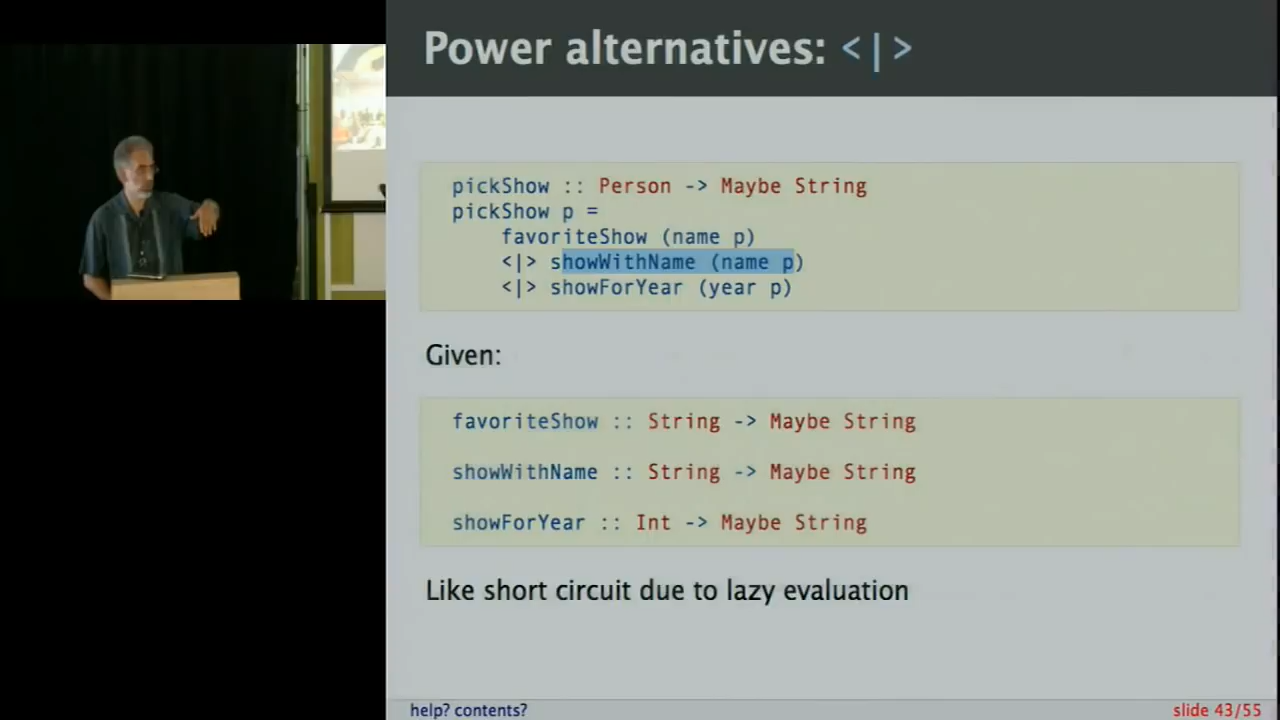 Power alternatives: <|>
pickShow :: Person -> Maybe String
pickShow p =
favoriteShow (name p)
<|> showWithName (name p)
<|> showForYear (year p)
Given:
favoriteShow :: String -> Maybe String
showWithName :: String -> Maybe String
showForYear :: Int -> Maybe String
Like short circuit due to lazy evaluation
help? contents?
slide 43/55